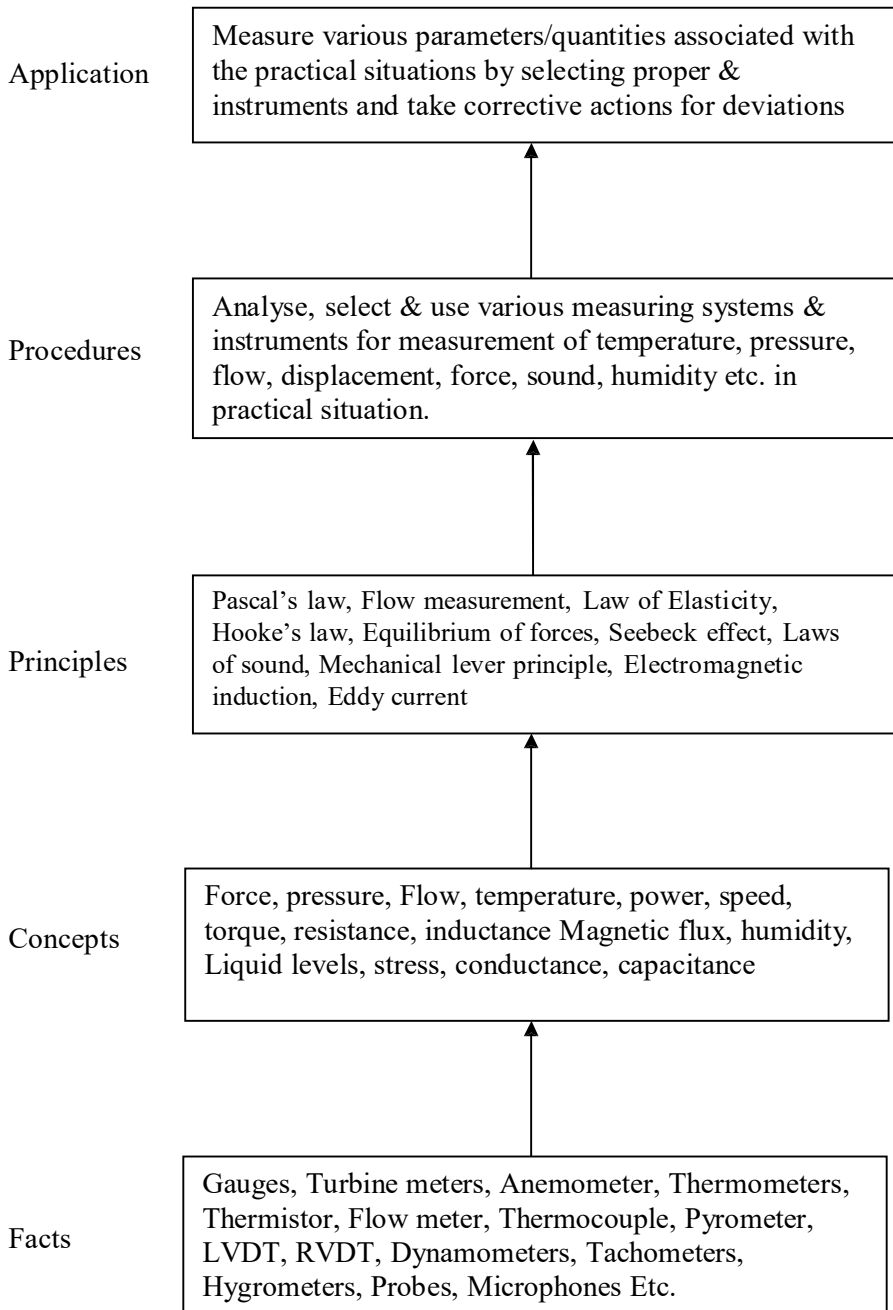 Application
Measure various parameters/quantities associated with
the practical situations by selecting proper &
instruments and take corrective actions for deviations
Procedures
Analyse, select & use various measuring systems &
instruments for measurement of temperature, pressure,
flow, displacement, force, sound, humidity etc. in
practical situation.
Principles
Pascal’s law, Flow measurement, Law of Elasticity,
Hooke’s law, Equilibrium of forces, Seebeck effect, Laws
of sound, Mechanical lever principle, Electromagnetic
induction, Eddy current
Concepts
Force, pressure, Flow, temperature, power, speed,
torque, resistance, inductance Magnetic flux, humidity,
Liquid levels, stress, conductance, capacitance
Facts
Gauges, Turbine meters, Anemometer, Thermometers,
Thermistor, Flow meter, Thermocouple, Pyrometer,
LVDT, RVDT, Dynamometers, Tachometers,
Hygrometers, Probes, Microphones Etc.